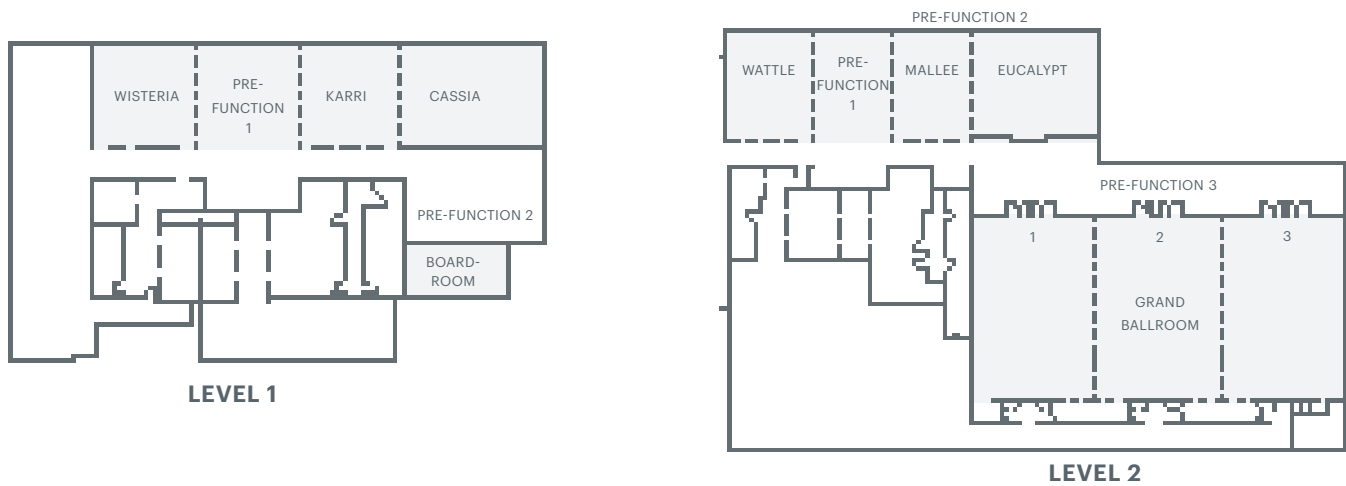 WISTERIA
PRE-
FUNCTION
1
KARRI
CASSIA
PRE-FUNCTION 2
BOARD-
ROOM
LEVEL 1
PRE-FUNCTION 2
WATTLE
PRE-
FUNCTION
1
MALLEE
EUCALYPT
PRE-FUNCTION 3
1
2
3
GRAND
BALLROOM
LEVEL 2